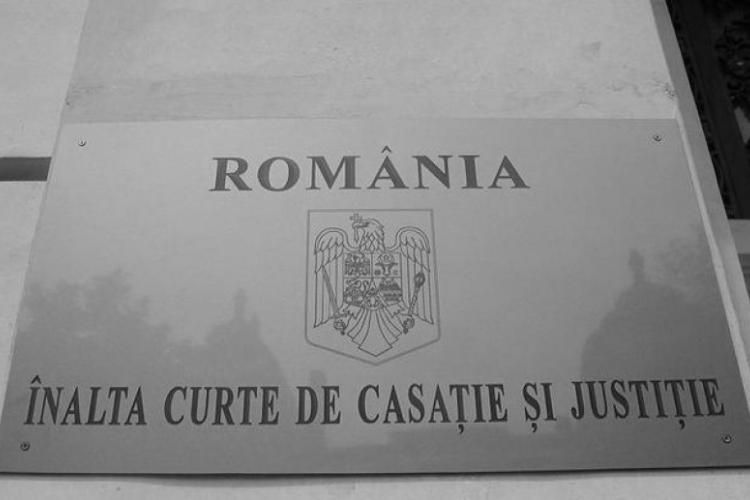 ROMÂNIA
ÎNALTA CURTE DE CASAȚIE ȘI JUSTIȚIE